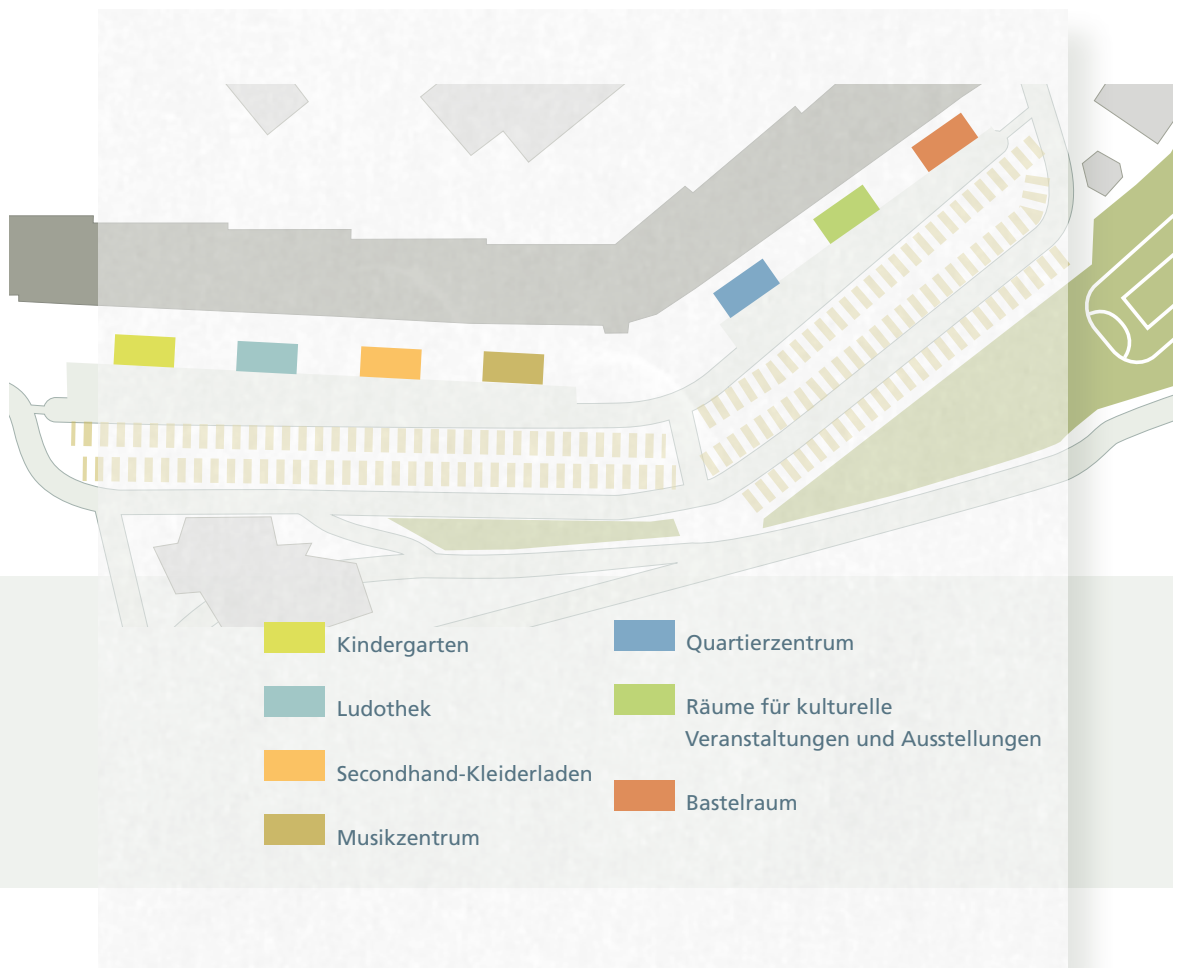 Kindergarten
Ludothek
Secondhand-Kleiderladen
Musikzentrum
Quartierzentrum
Räume für kulturelle
Veranstaltungen und Ausstellungen
Bastelraum